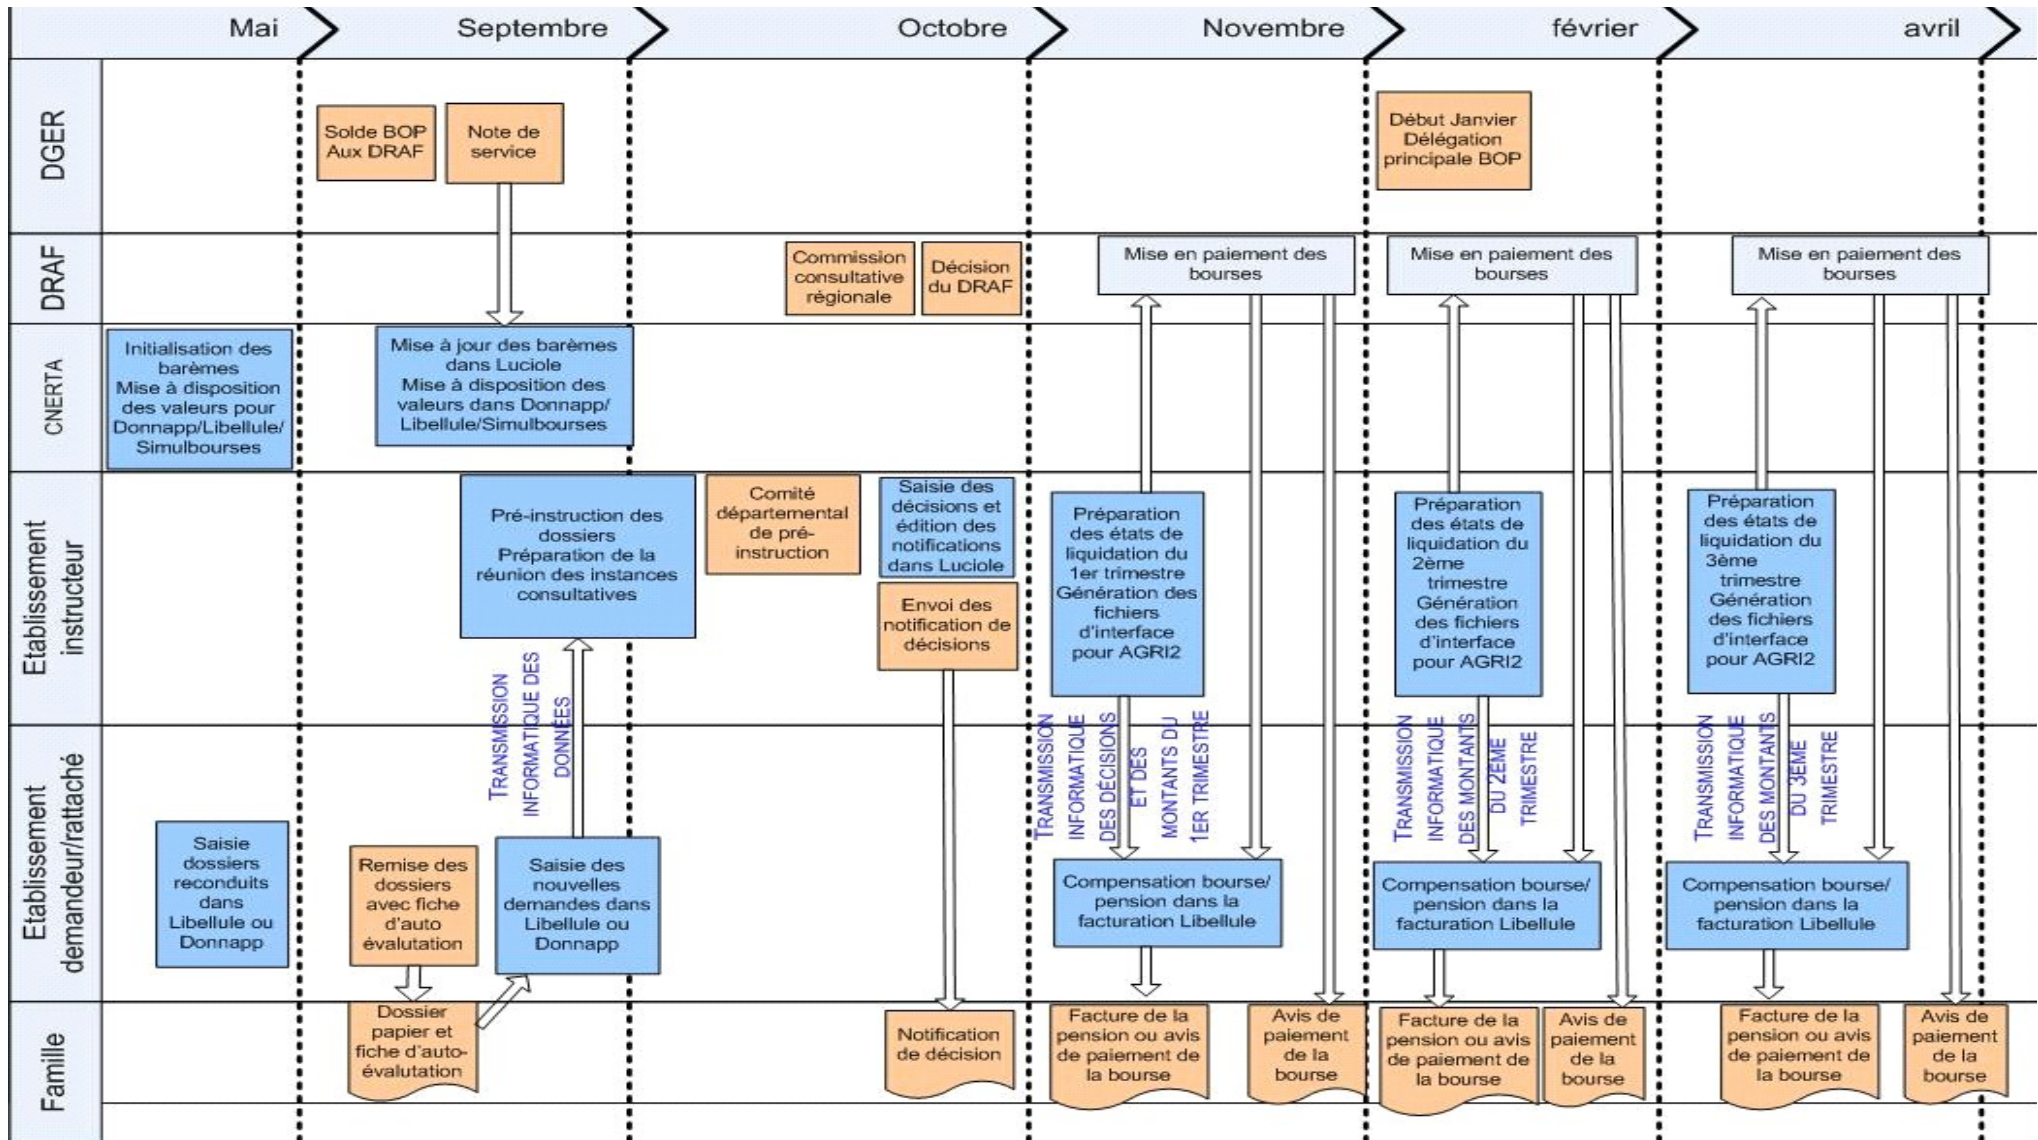 Mai
Septembre
Octobre
Novembre
février
avril
DGER
Solde BOP
Aux DRAF
Note de
service
Début Janvier
Délégation
principale BOP
DRAF
Commission
consultative
régionale
Décision
du DRAF
Mise en paiement des
bourses
Mise en paiement des
bourses
Mise en paiement des
bourses
CNERTA
Initialisation des
barèmes
Mise à disposition
des valeurs pour
Donnapp/Libellule/
Simulbourses
Mise à jour des barèmes
dans Luciole
Mise à disposition des
valeurs dans Donnapp/
Libellule/Simulbourses
Etablissement
instructeur
Pré-instruction des
dossiers
Préparation de la
réunion des instances
consultatives
Comité
départemental
de pré-
instruction
Saisie des
décisions et
édition des
notifications
dans Luciole
Envoi des
notification de
décisions
Préparation
des états de
liquidation du
1er trimestre
Génération des
fichiers
d'interface
pour AGRI2
Préparation
des états de
liquidation du
2ème
trimestre
Génération
des fichiers
d'interface
pour AGRI2
Préparation
des états de
liquidation du
3ème
trimestre
Génération
des fichiers
d'interface
pour AGRI2
TRANSMISSION
INFORMATIQUE DES
DONNÉES
TRANSMISSION
INFORMATIQUE
DES DÉCISIONS
ET DES
MONTANTS DU
1ER TRIMESTRE
TRANSMISSION
INFORMATIQUE
DES MONTANTS
DU 2ÈME
TRIMESTRE
TRANSMISSION
INFORMATIQUE
DES MONTANTS
DU 3ÈME
TRIMESTRE
Etablissement
demandeur/rattaché
Saisie
dossiers
reconduits
dans
Libellule ou
Donnapp
Remise des
dossiers
avec fiche
d'auto
évalutation
Saisie des
nouvelles
demandes dans
Libellule ou
Donnapp
Compensation bourse/
pension dans la
facturation Libellule
Compensation bourse/
pension dans la
facturation Libellule
Compensation bourse/
pension dans la
facturation Libellule
Famille
Dossier
papier et
fiche d'auto-
évalutation
Notification
de décision
Facture de la
pension ou avis
de paiement de
la bourse
Avis de
paiement
de la
bourse
Facture de la
pension ou avis
de paiement de
la bourse
Avis de
paiement
de la
bourse
Facture de la
pension ou avis
de paiement de
la bourse
Avis de
paiement
de la
bourse